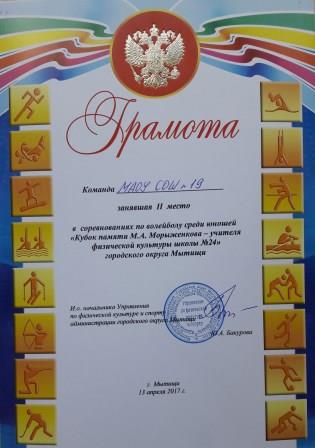 Грамота
Команда МАОУ СОШ № 19
занявшая II место
в соревнованиях по волейболу среди юношей
«Кубок памяти М.А. Морыженкова – учителя
физической культуры школы №24»
городского округа Мытищи
И.о. начальника Управления
по физической культуре и спорту
администрации городского округа Мытищи
Ю.А. Бакурова
г. Мытищи
13 апреля 2017 г.